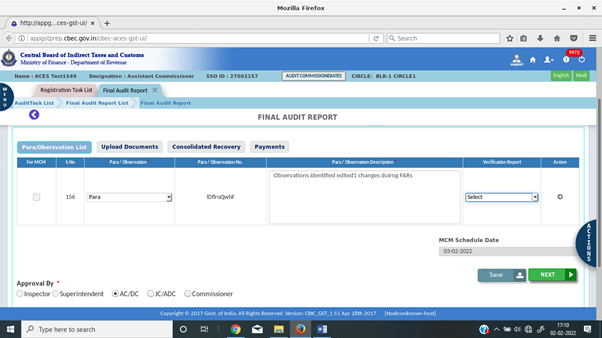 Mozilla Firefox
http://appg...ces-gst-ui/
appgstprep.cbec.gov.in/cbec-aces-gst-ui/
Search
Central Board of Indirect Taxes and Customs
Ministry of Finance - Department of Revenue
9972
Name : ACES Test1549 Designation : Assistant Commissioner SSO ID : 27002157 AUDIT COMMISSIONERATES CIRCLE: BLR-1 CIRCLE1 English Hindi
MENU
Registration Task List Final Audit Report
AuditTask List Final Audit Report List Final Audit Report
FINAL AUDIT REPORT
Para/Obsorvation List Upload Documents Consolidated Recovery Payments
For MCM S.No Para / Observation Para / Observation No. Para / Observation Description Verification Report Action
156 Para IDfIroQwhF Observations identified edited1 changes duirng FARs Select
ACTIONS
MCM Schedule Date
03-02-2022
Save NEXT
Approval By *
Inspector Superintendent AC/DC JC/ADC Commissioner
Copyright © 2017 Govt. of India. All Rights Reserved. Version: CBIC_GST_1.51 Apr 28th 2017 [Node:unknown-host]
Type here to search
17:10
02-02-2022